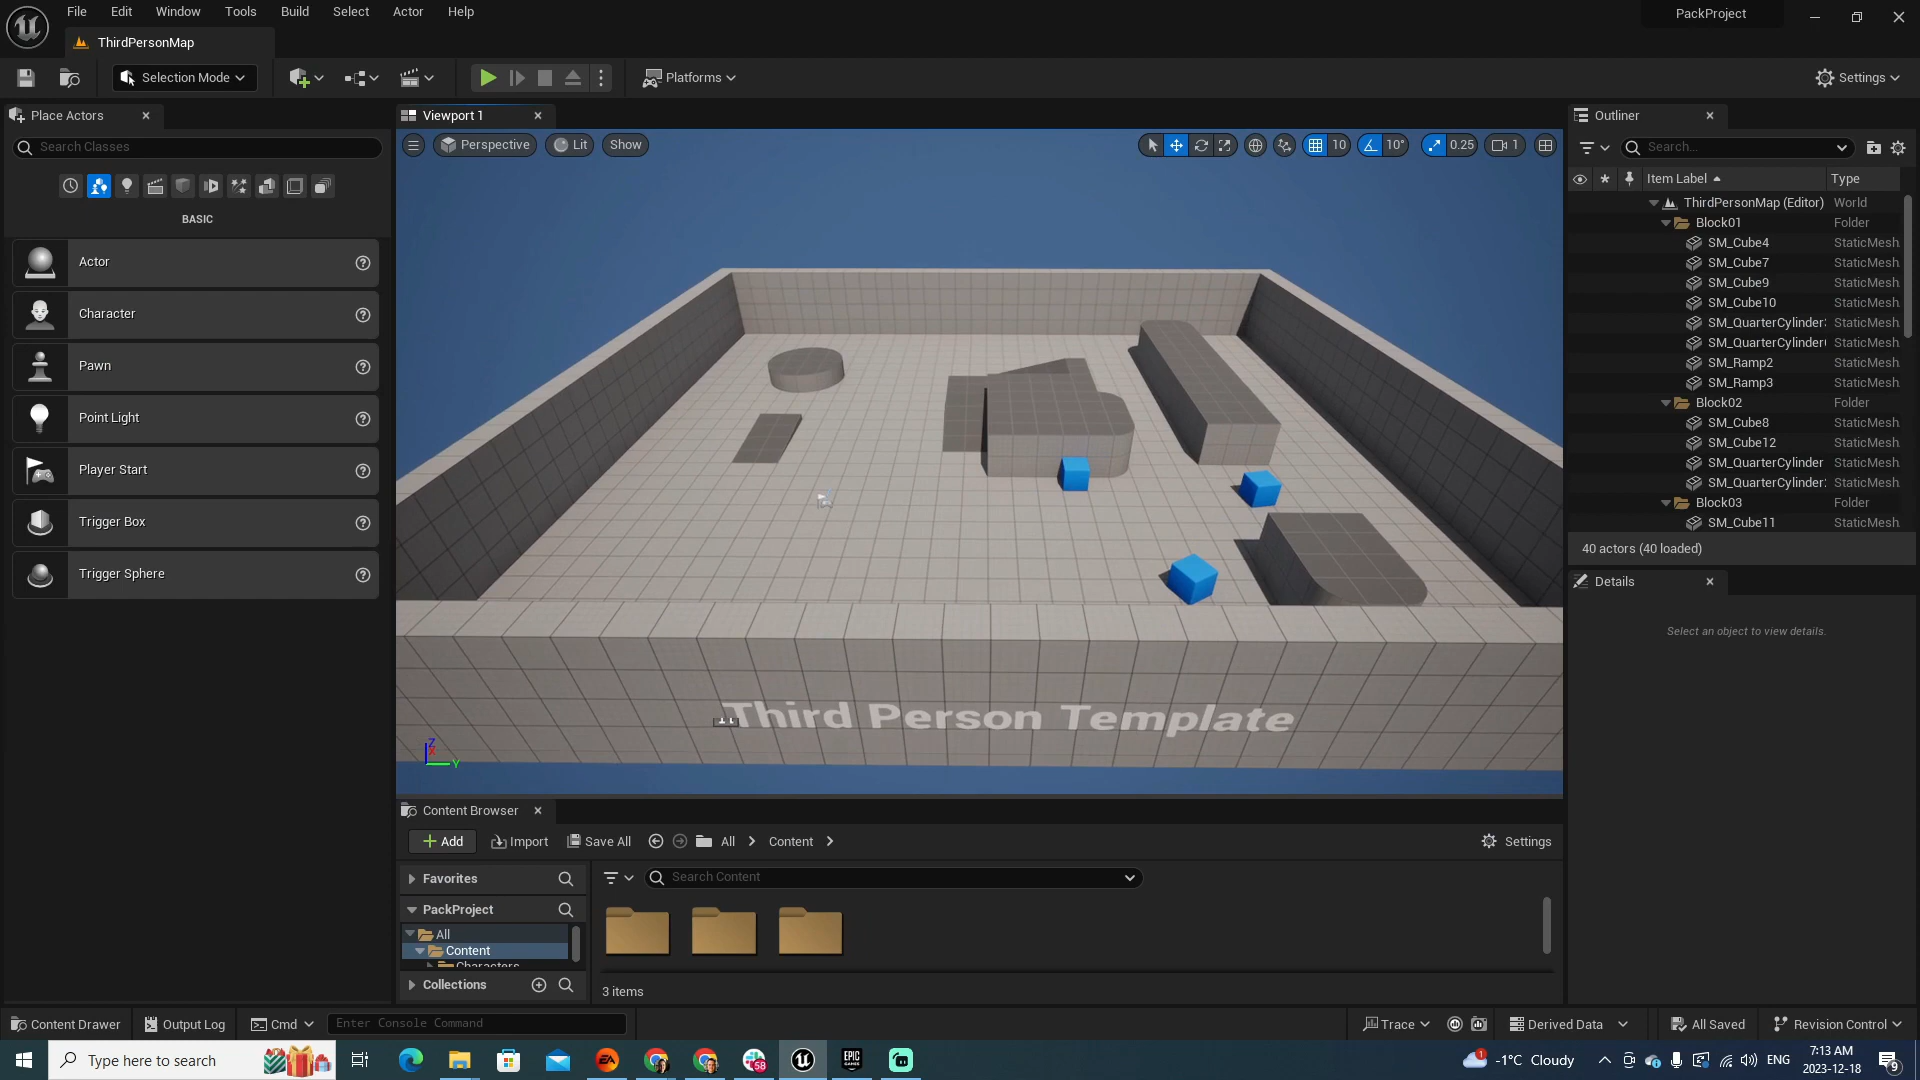 File Edit Window Tools Build Select Actor Help
PackProject
ThirdPersonMap
Selection Mode
Platforms
Settings
Place Actors
Search Classes
BASIC
Actor
Character
Pawn
Point Light
Player Start
Trigger Box
Trigger Sphere
Viewport 1
Perspective Lit Show
10 10° 0.25 1
Third Person Template
Z
X
Y
Outliner
Search...
Item Label Type
ThirdPersonMap (Editor) World
Block01 Folder
SM_Cube4 StaticMesh
SM_Cube7 StaticMesh
SM_Cube9 StaticMesh
SM_Cube10 StaticMesh
SM_QuarterCylinder StaticMesh
SM_QuarterCylinder StaticMesh
SM_Ramp2 StaticMesh
SM_Ramp3 StaticMesh
Block02 Folder
SM_Cube8 StaticMesh
SM_Cube12 StaticMesh
SM_QuarterCylinder StaticMesh
SM_QuarterCylinder StaticMesh
Block03 Folder
SM_Cube11 StaticMesh
40 actors (40 loaded)
Details
Select an object to view details.
Content Browser
Add Import Save All All Content Settings
Favorites
Search Content
PackProject
All
Content
Characters
Collections
3 items
Content Drawer Output Log Cmd Enter Console Command Trace Derived Data All Saved Revision Control
Type here to search
58
EPIC GAMES
1
-1°C Cloudy
ENG
7:13 AM
2023-12-18
9